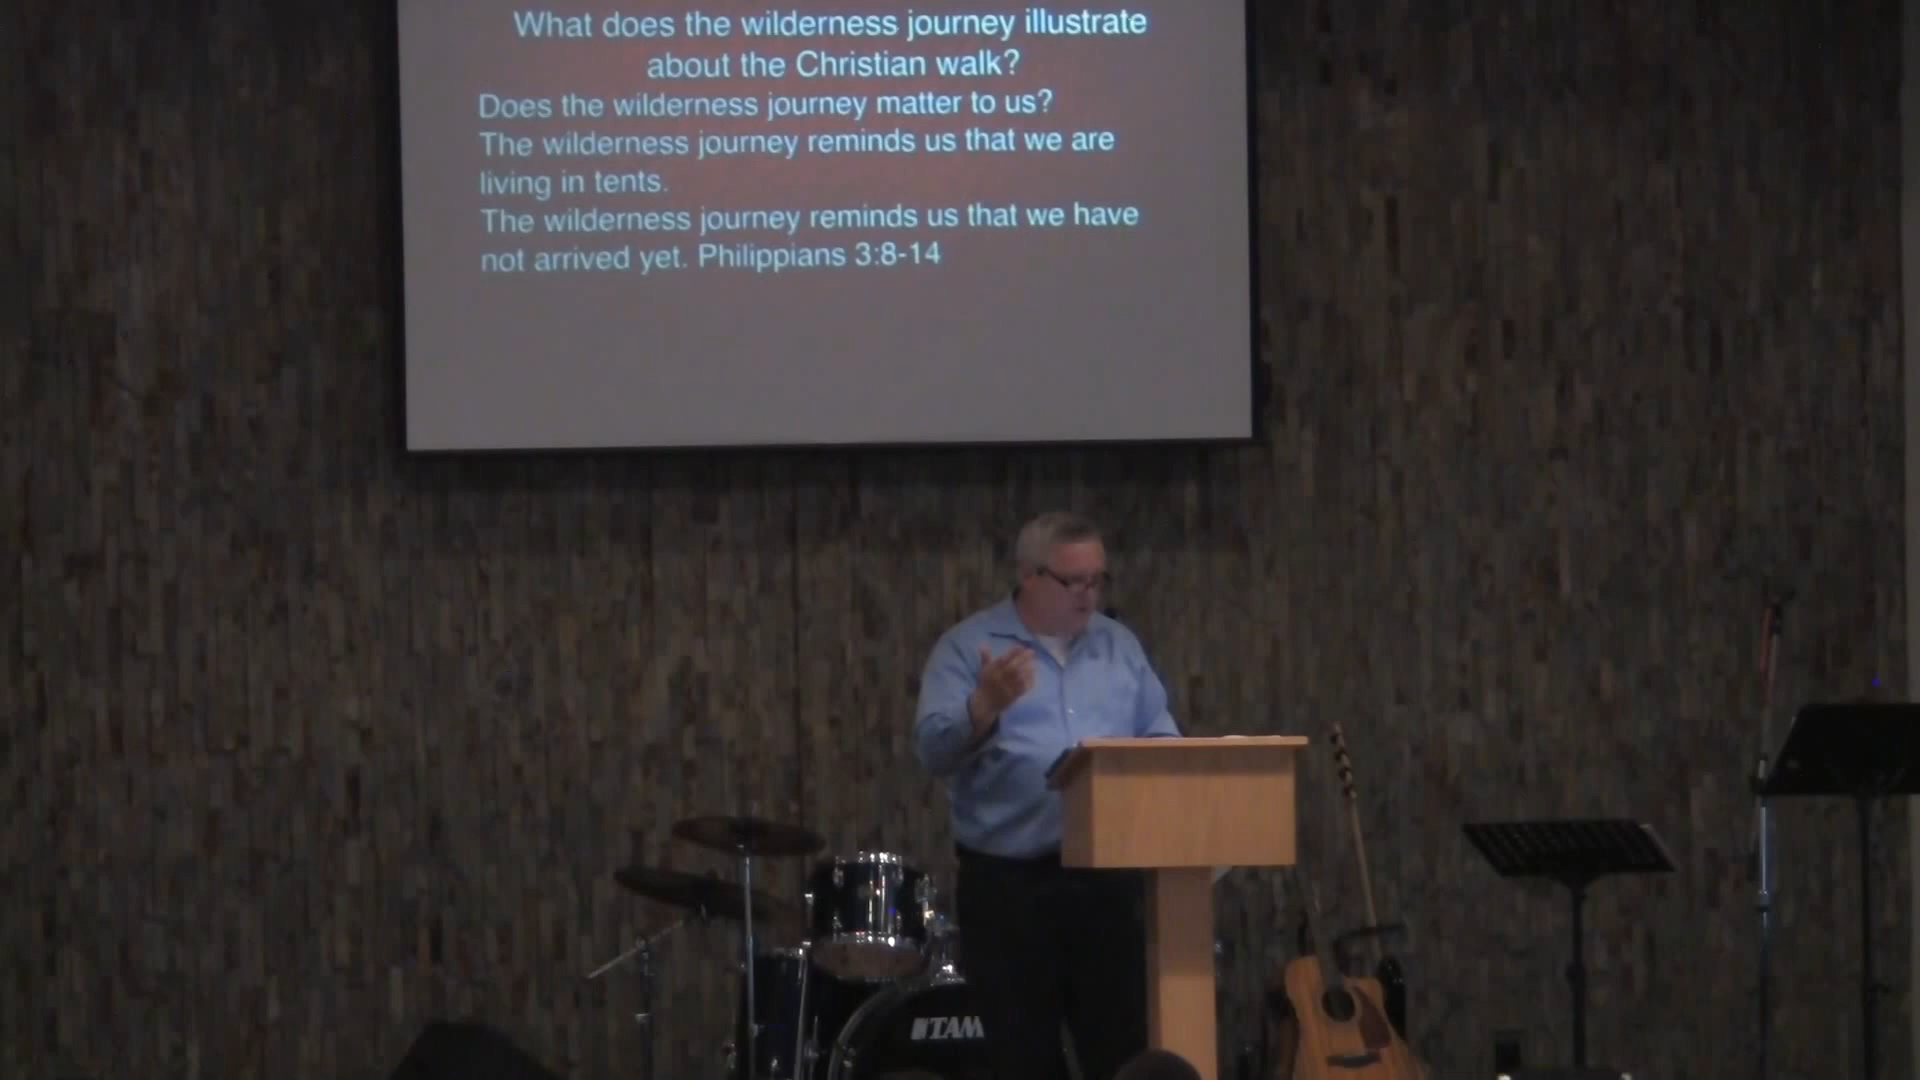 What does the wilderness journey illustrate
about the Christian walk?
Does the wilderness journey matter to us?
The wilderness journey reminds us that we are
living in tents.
The wilderness journey reminds us that we have
not arrived yet. Philippians 3:8-14
TAM